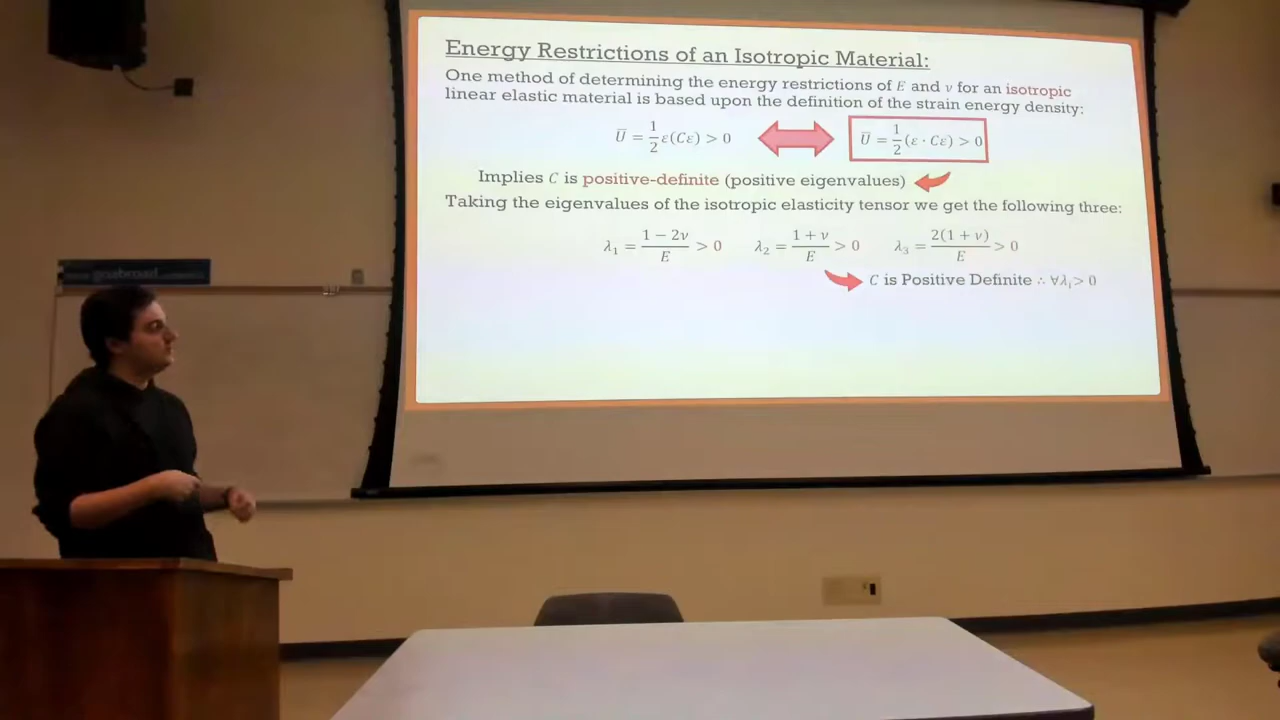 Energy Restrictions of an Isotropic Material:
One method of determining the energy restrictions of E and ν for an isotropic
linear elastic material is based upon the definition of the strain energy density:
U̅ = 1/2 ε(Cε) > 0 U̅ = 1/2 (ε · Cε) > 0
Implies C is positive-definite (positive eigenvalues)
Taking the eigenvalues of the isotropic elasticity tensor we get the following three:
λ₁ = (1 − 2ν)/E > 0 λ₂ = (1 + ν)/E > 0 λ₃ = 2(1 + ν)/E > 0
C is Positive Definite ∴ ∀λᵢ > 0
goabroad